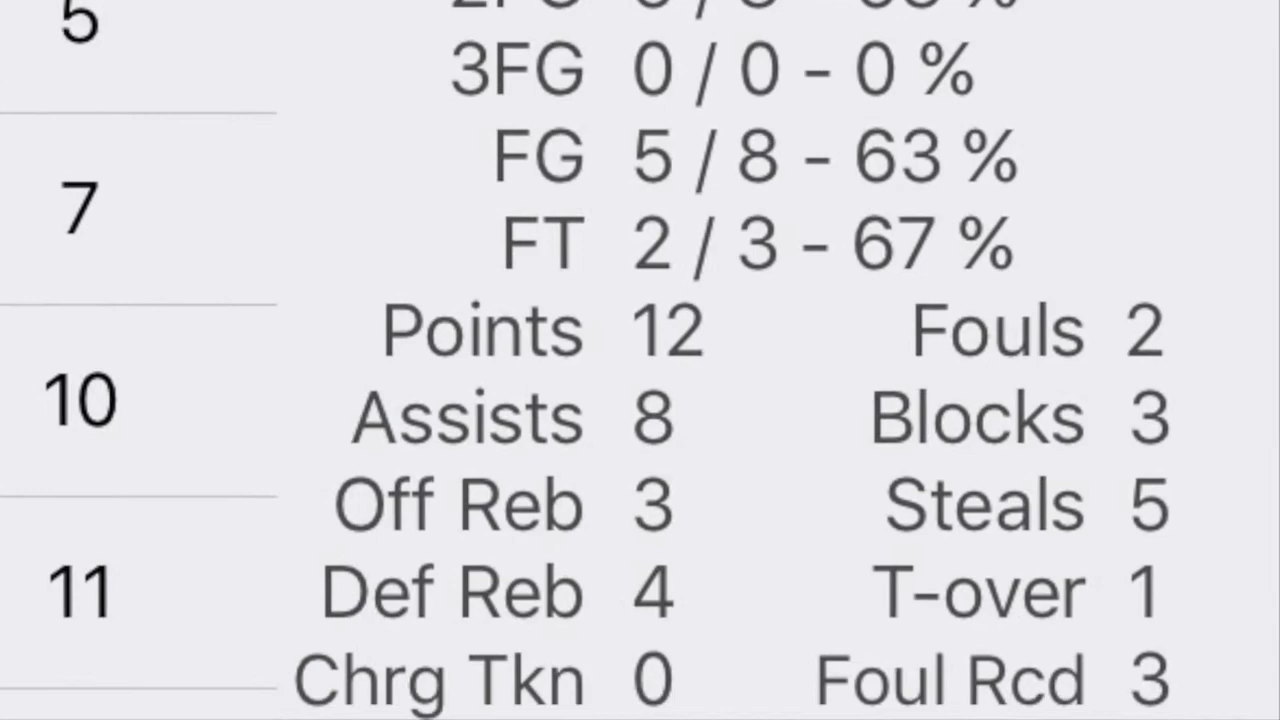 5
3FG 0 / 0 - 0 %
FG 5 / 8 - 63 %
7
FT 2 / 3 - 67 %
Points 12 Fouls 2
10
Assists 8 Blocks 3
Off Reb 3 Steals 5
11
Def Reb 4 T-over 1
Chrg Tkn 0 Foul Rcd 3